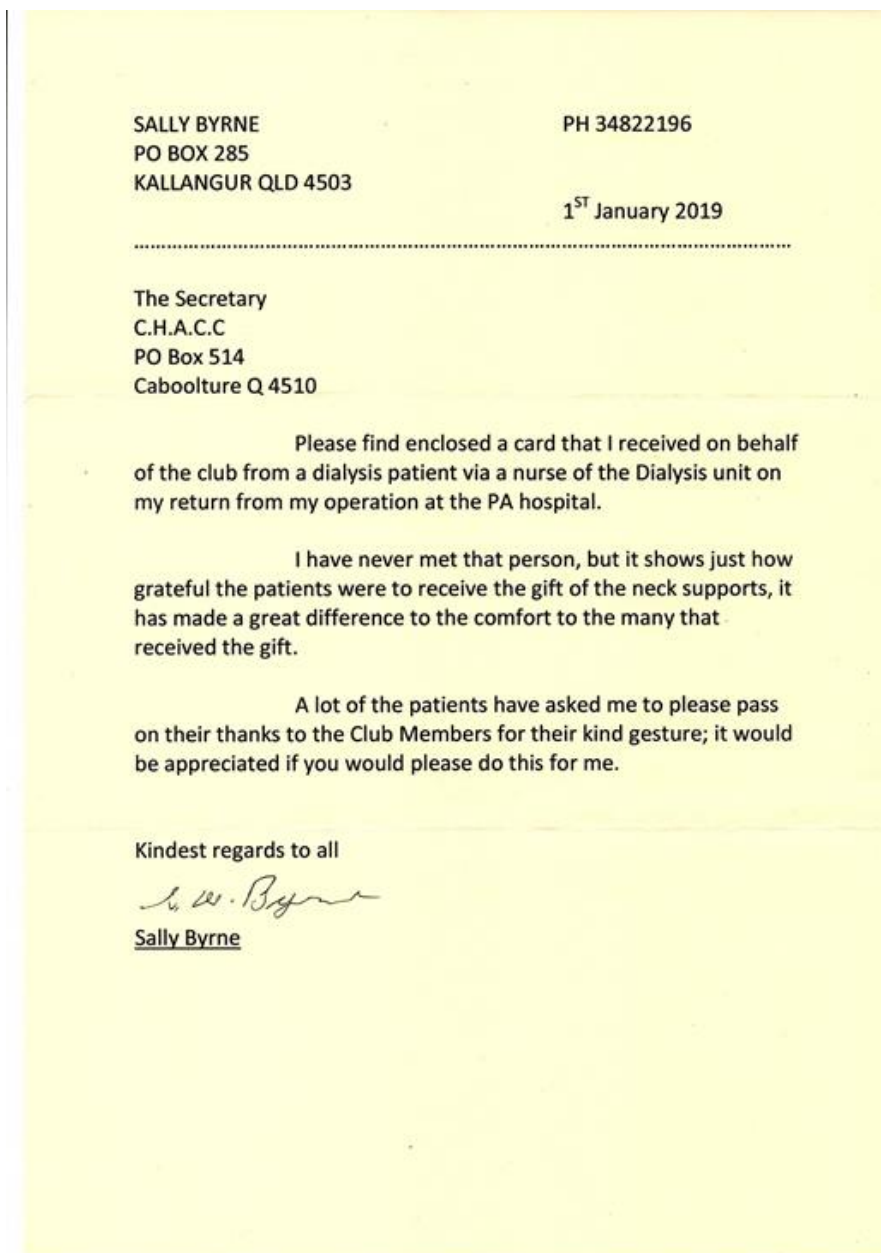 SALLY BYRNE PH 34822196
PO BOX 285
KALLANGUR QLD 4503
1ST January 2019
The Secretary
C.H.A.C.C
PO Box 514
Caboolture Q 4510
Please find enclosed a card that I received on behalf
of the club from a dialysis patient via a nurse of the Dialysis unit on
my return from my operation at the PA hospital.
I have never met that person, but it shows just how
grateful the patients were to receive the gift of the neck supports, it
has made a great difference to the comfort to the many that
received the gift.
A lot of the patients have asked me to please pass
on their thanks to the Club Members for their kind gesture; it would
be appreciated if you would please do this for me.
Kindest regards to all
S. W. Byrne
Sally Byrne